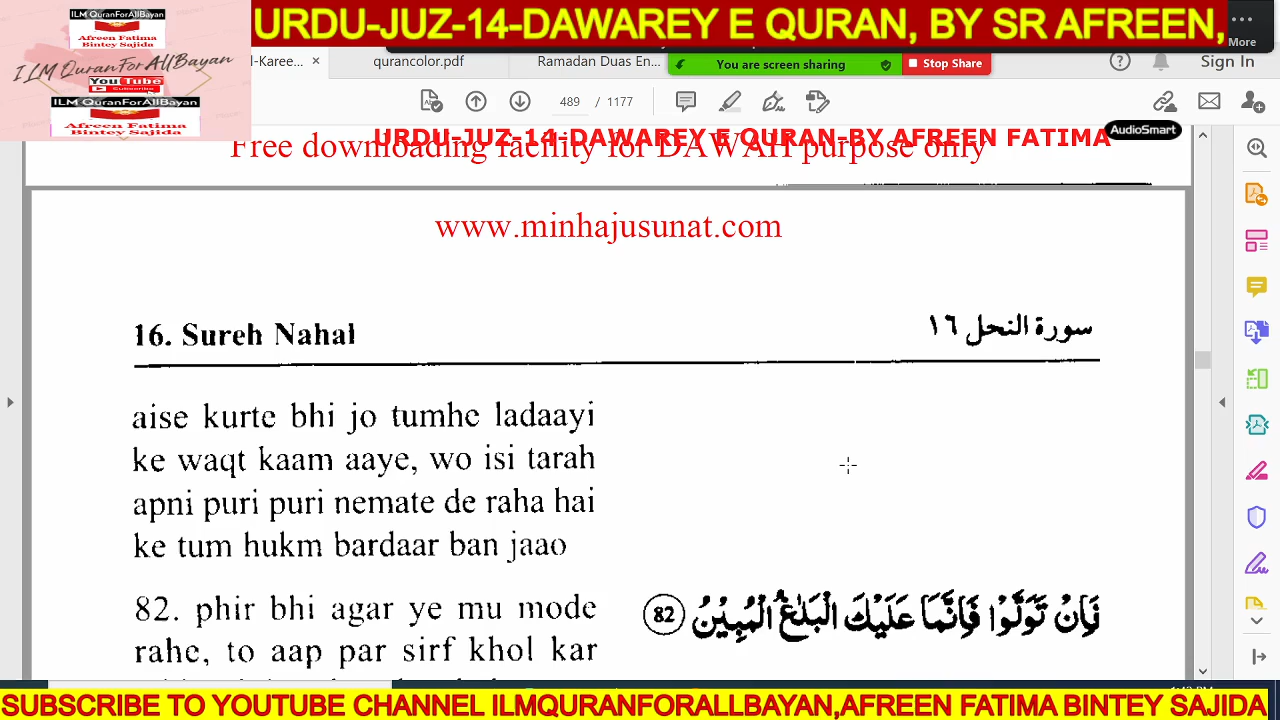 URDU-JUZ-14-DAWAREY E QURAN, BY SR AFREEN,
ILM QuranForAllBayan
Afreen Fatima
Bintey Sajida
ILM QuranForAllBayan
YouTube
Subscribe
ILM QuranForAllBayan
Afreen Fatima
Bintey Sajida
More
l-Karee... ×
qurancolor.pdf
Ramadan Duas En...
You are screen sharing
Stop Share
Sign In
489 / 1177
AudioSmart
URDU-JUZ-14-DAWAREY E QURAN-BY AFREEN FATIMA
Free downloading facility for DAWAH purpose only
www.minhajusunat.com
16. Sureh Nahal
سورة النحل ١٦
aise kurte bhi jo tumhe ladaayi
ke waqt kaam aaye, wo isi tarah
apni puri puri nemate de raha hai
ke tum hukm bardaar ban jaao
82. phir bhi agar ye mu mode
rahe, to aap par sirf khol kar
فَاِنْ تَوَلَّوْا فَاِنَّمَا عَلَيْكَ الْبَلٰغُ الْمُبِيْنُ 82
SUBSCRIBE TO YOUTUBE CHANNEL ILMQURANFORALLBAYAN,AFREEN FATIMA BINTEY SAJIDA